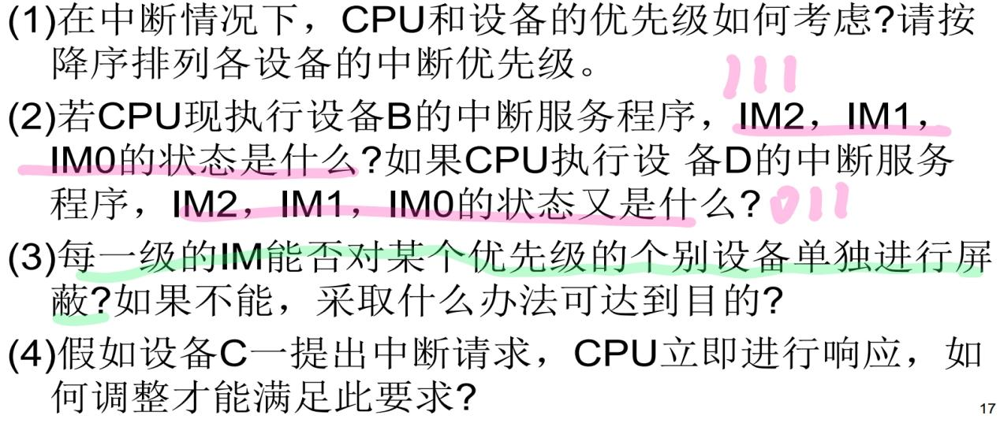 (1)在中断情况下，CPU和设备的优先级如何考虑?请按
降序排列各设备的中断优先级。
111
(2)若CPU现执行设备B的中断服务程序，IM2，IM1，
IM0的状态是什么?如果CPU执行设 备D的中断服务
程序，IM2，IM1，IM0的状态又是什么? 011
(3)每一级的IM能否对某个优先级的个别设备单独进行屏
蔽?如果不能，采取什么办法可达到目的?
(4)假如设备C一提出中断请求，CPU立即进行响应，如
何调整才能满足此要求?
17